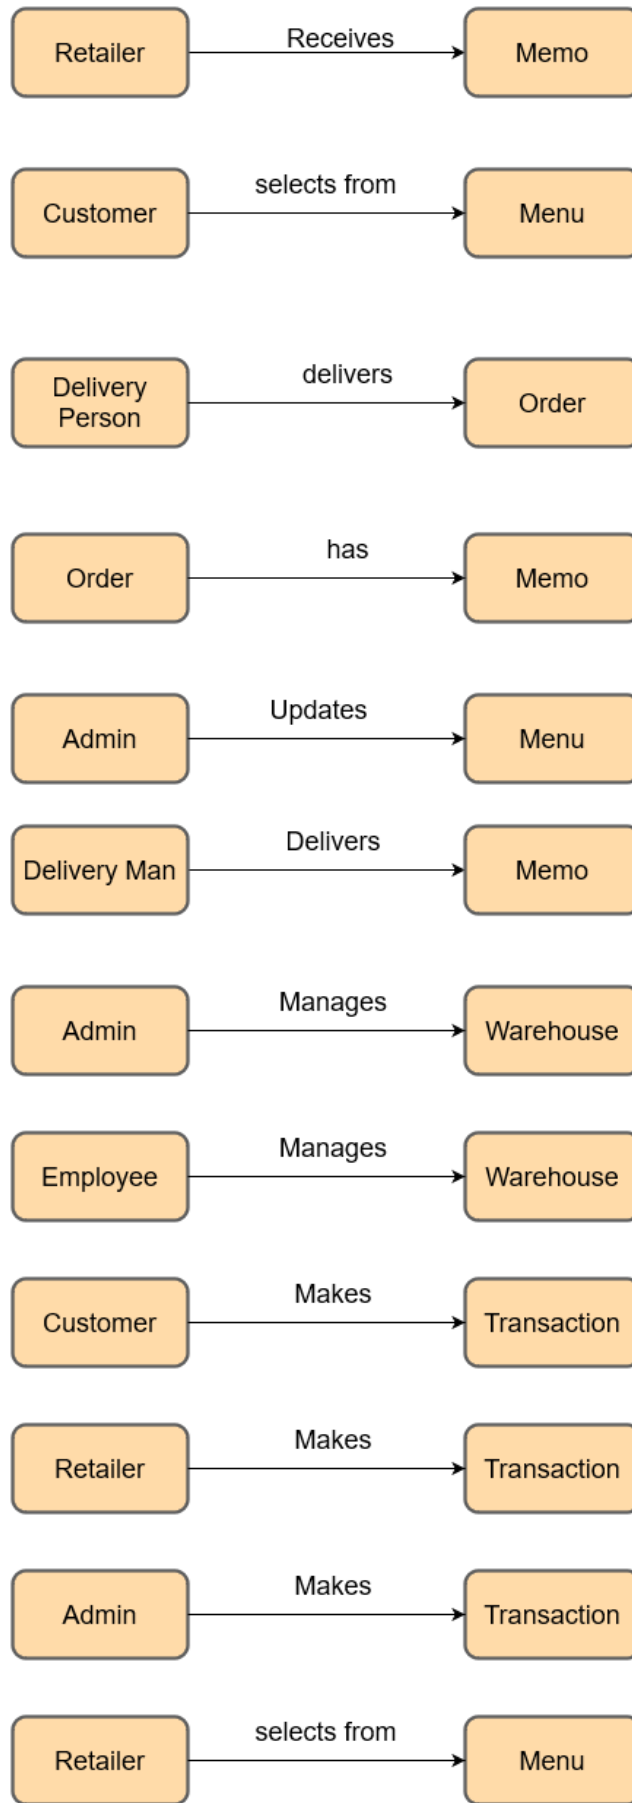 Retailer
Receives
Memo
Customer
selects from
Menu
Delivery
Person
delivers
Order
Order
has
Memo
Admin
Updates
Menu
Delivery Man
Delivers
Memo
Admin
Manages
Warehouse
Employee
Manages
Warehouse
Customer
Makes
Transaction
Retailer
Makes
Transaction
Admin
Makes
Transaction
Retailer
selects from
Menu